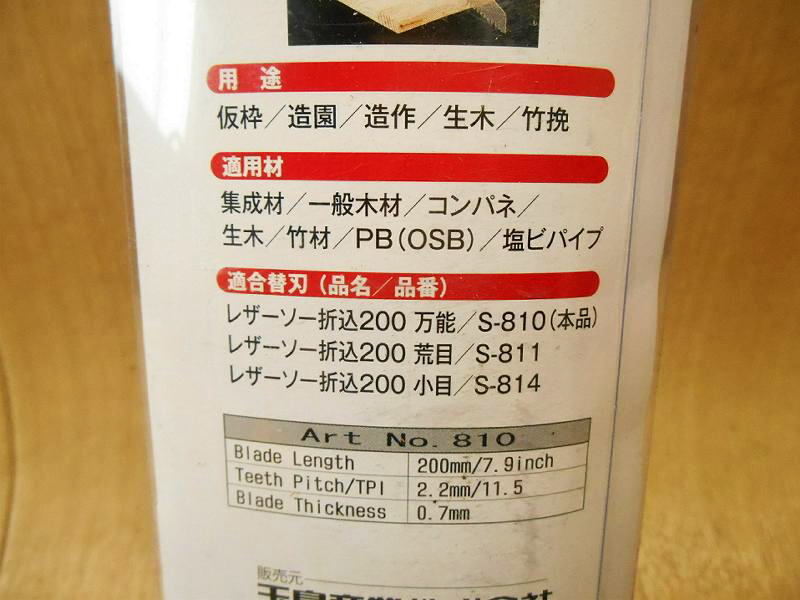 用 途
仮枠／造園／造作／生木／竹挽
適用材
集成材／一般木材／コンパネ／
生木／竹材／PB（OSB）／塩ビパイプ
適合替刃（品名／品番）
レザーソー折込200 万能／S-810（本品）
レザーソー折込200 荒目／S-811
レザーソー折込200 小目／S-814
Art No. 810
Blade Length 200mm/7.9inch
Teeth Pitch/TPI 2.2mm/11.5
Blade Thickness 0.7mm
販売元